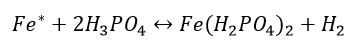 Fe* + 2H₃PO₄ ↔ Fe(H₂PO₄)₂ + H₂